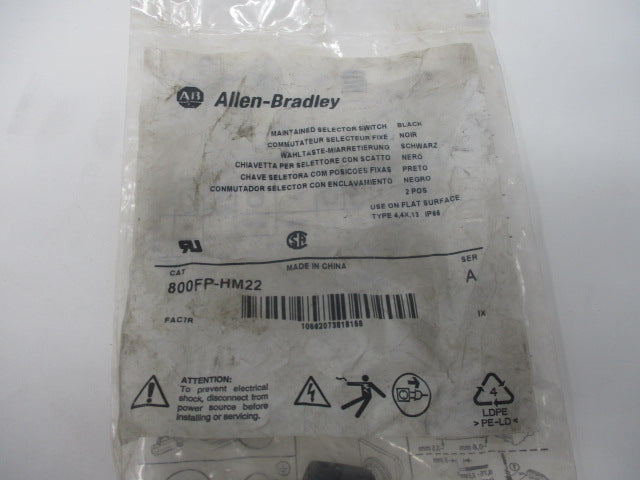 AB Allen-Bradley
MAINTAINED SELECTOR SWITCH BLACK
COMMUTATEUR SELECTEUR FIXE NOIR
WAHLTASTE-MIARRETIERUNG SCHWARZ
CHIAVETTA PER SELETTORE CON SCATTO NERO
CHAVE SELETORA COM POSICOES FIXAS PRETO
CONMUTADOR SELECTOR CON ENCLAVAMIENTO NEGRO
2 POS
USE ON FLAT SURFACE
TYPE 4,4X,13 IP66
MADE IN CHINA
CAT
SER
800FP-HM22
A
FACTR
IX
10662073819168
ATTENTION:
To prevent electrical
shock, disconnect from
power source before
installing or servicing.
4
LDPE
>PE-LD<